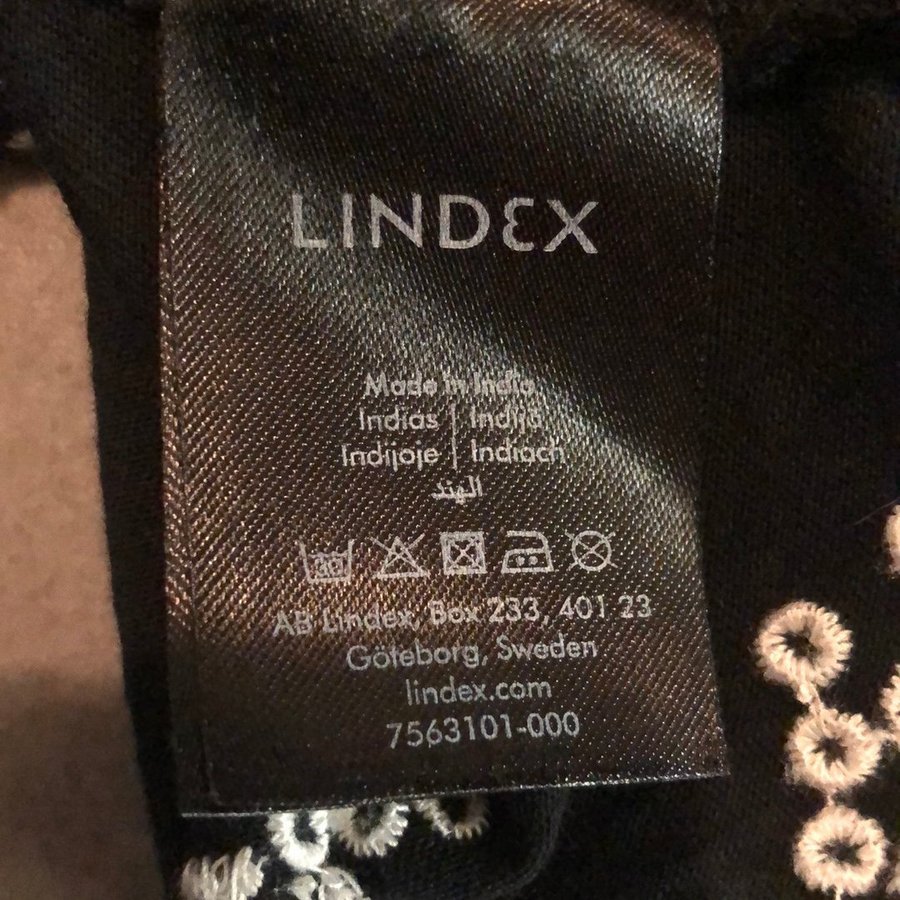 LINDEX
Made in India
Indias | Indijā
Indijoje | Indiach
الهند
30
AB Lindex, Box 233, 401 23
Göteborg, Sweden
lindex.com
7563101-000